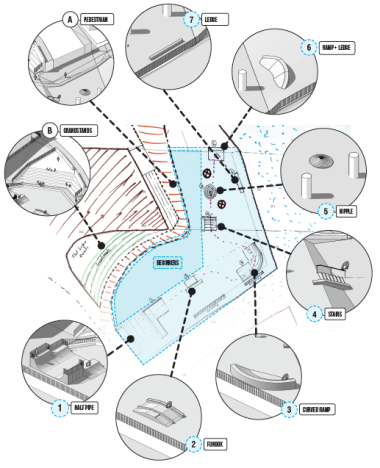 A PEDESTRIAN
7 LEDGE
6 RAMP+ LEDGE
B GRANDSTANDS
5 NIPPLE
BEGINNERS
4 STAIRS
1 HALF PIPE
3 CURVED RAMP
2 FUNBOX